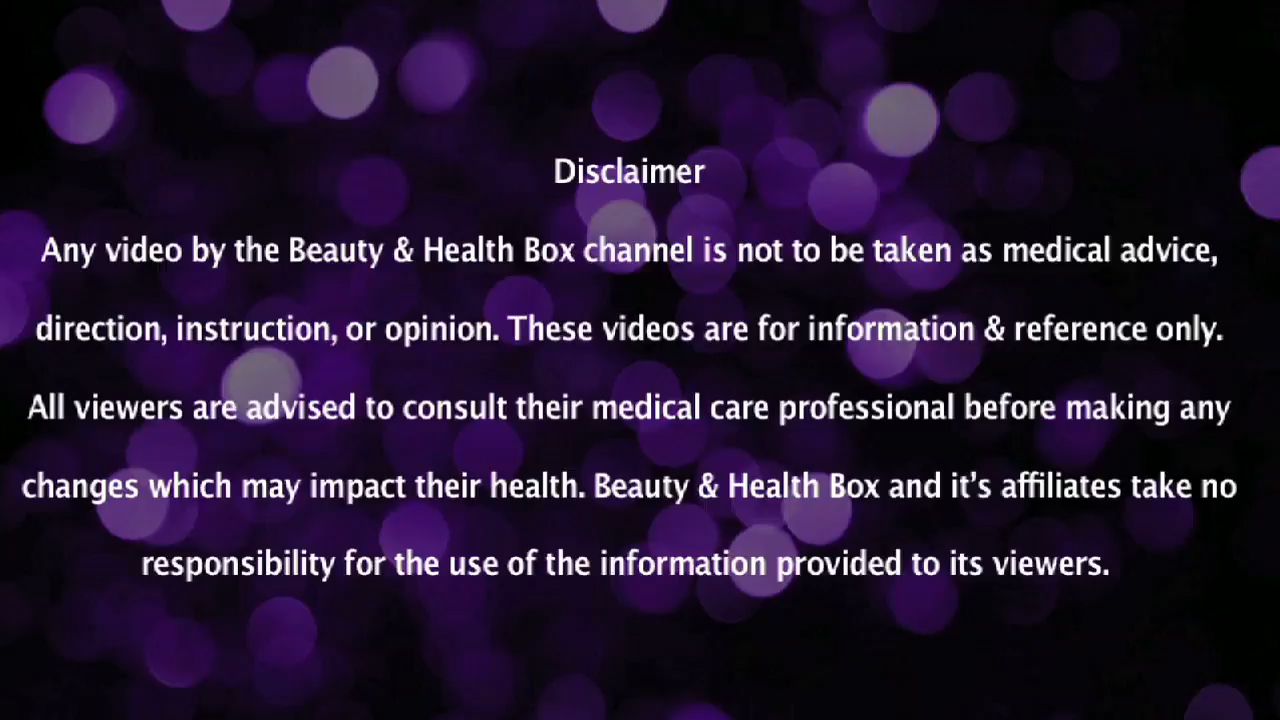 Disclaimer
Any video by the Beauty & Health Box channel is not to be taken as medical advice,
direction, instruction, or opinion. These videos are for information & reference only.
All viewers are advised to consult their medical care professional before making any
changes which may impact their health. Beauty & Health Box and it’s affiliates take no
responsibility for the use of the information provided to its viewers.